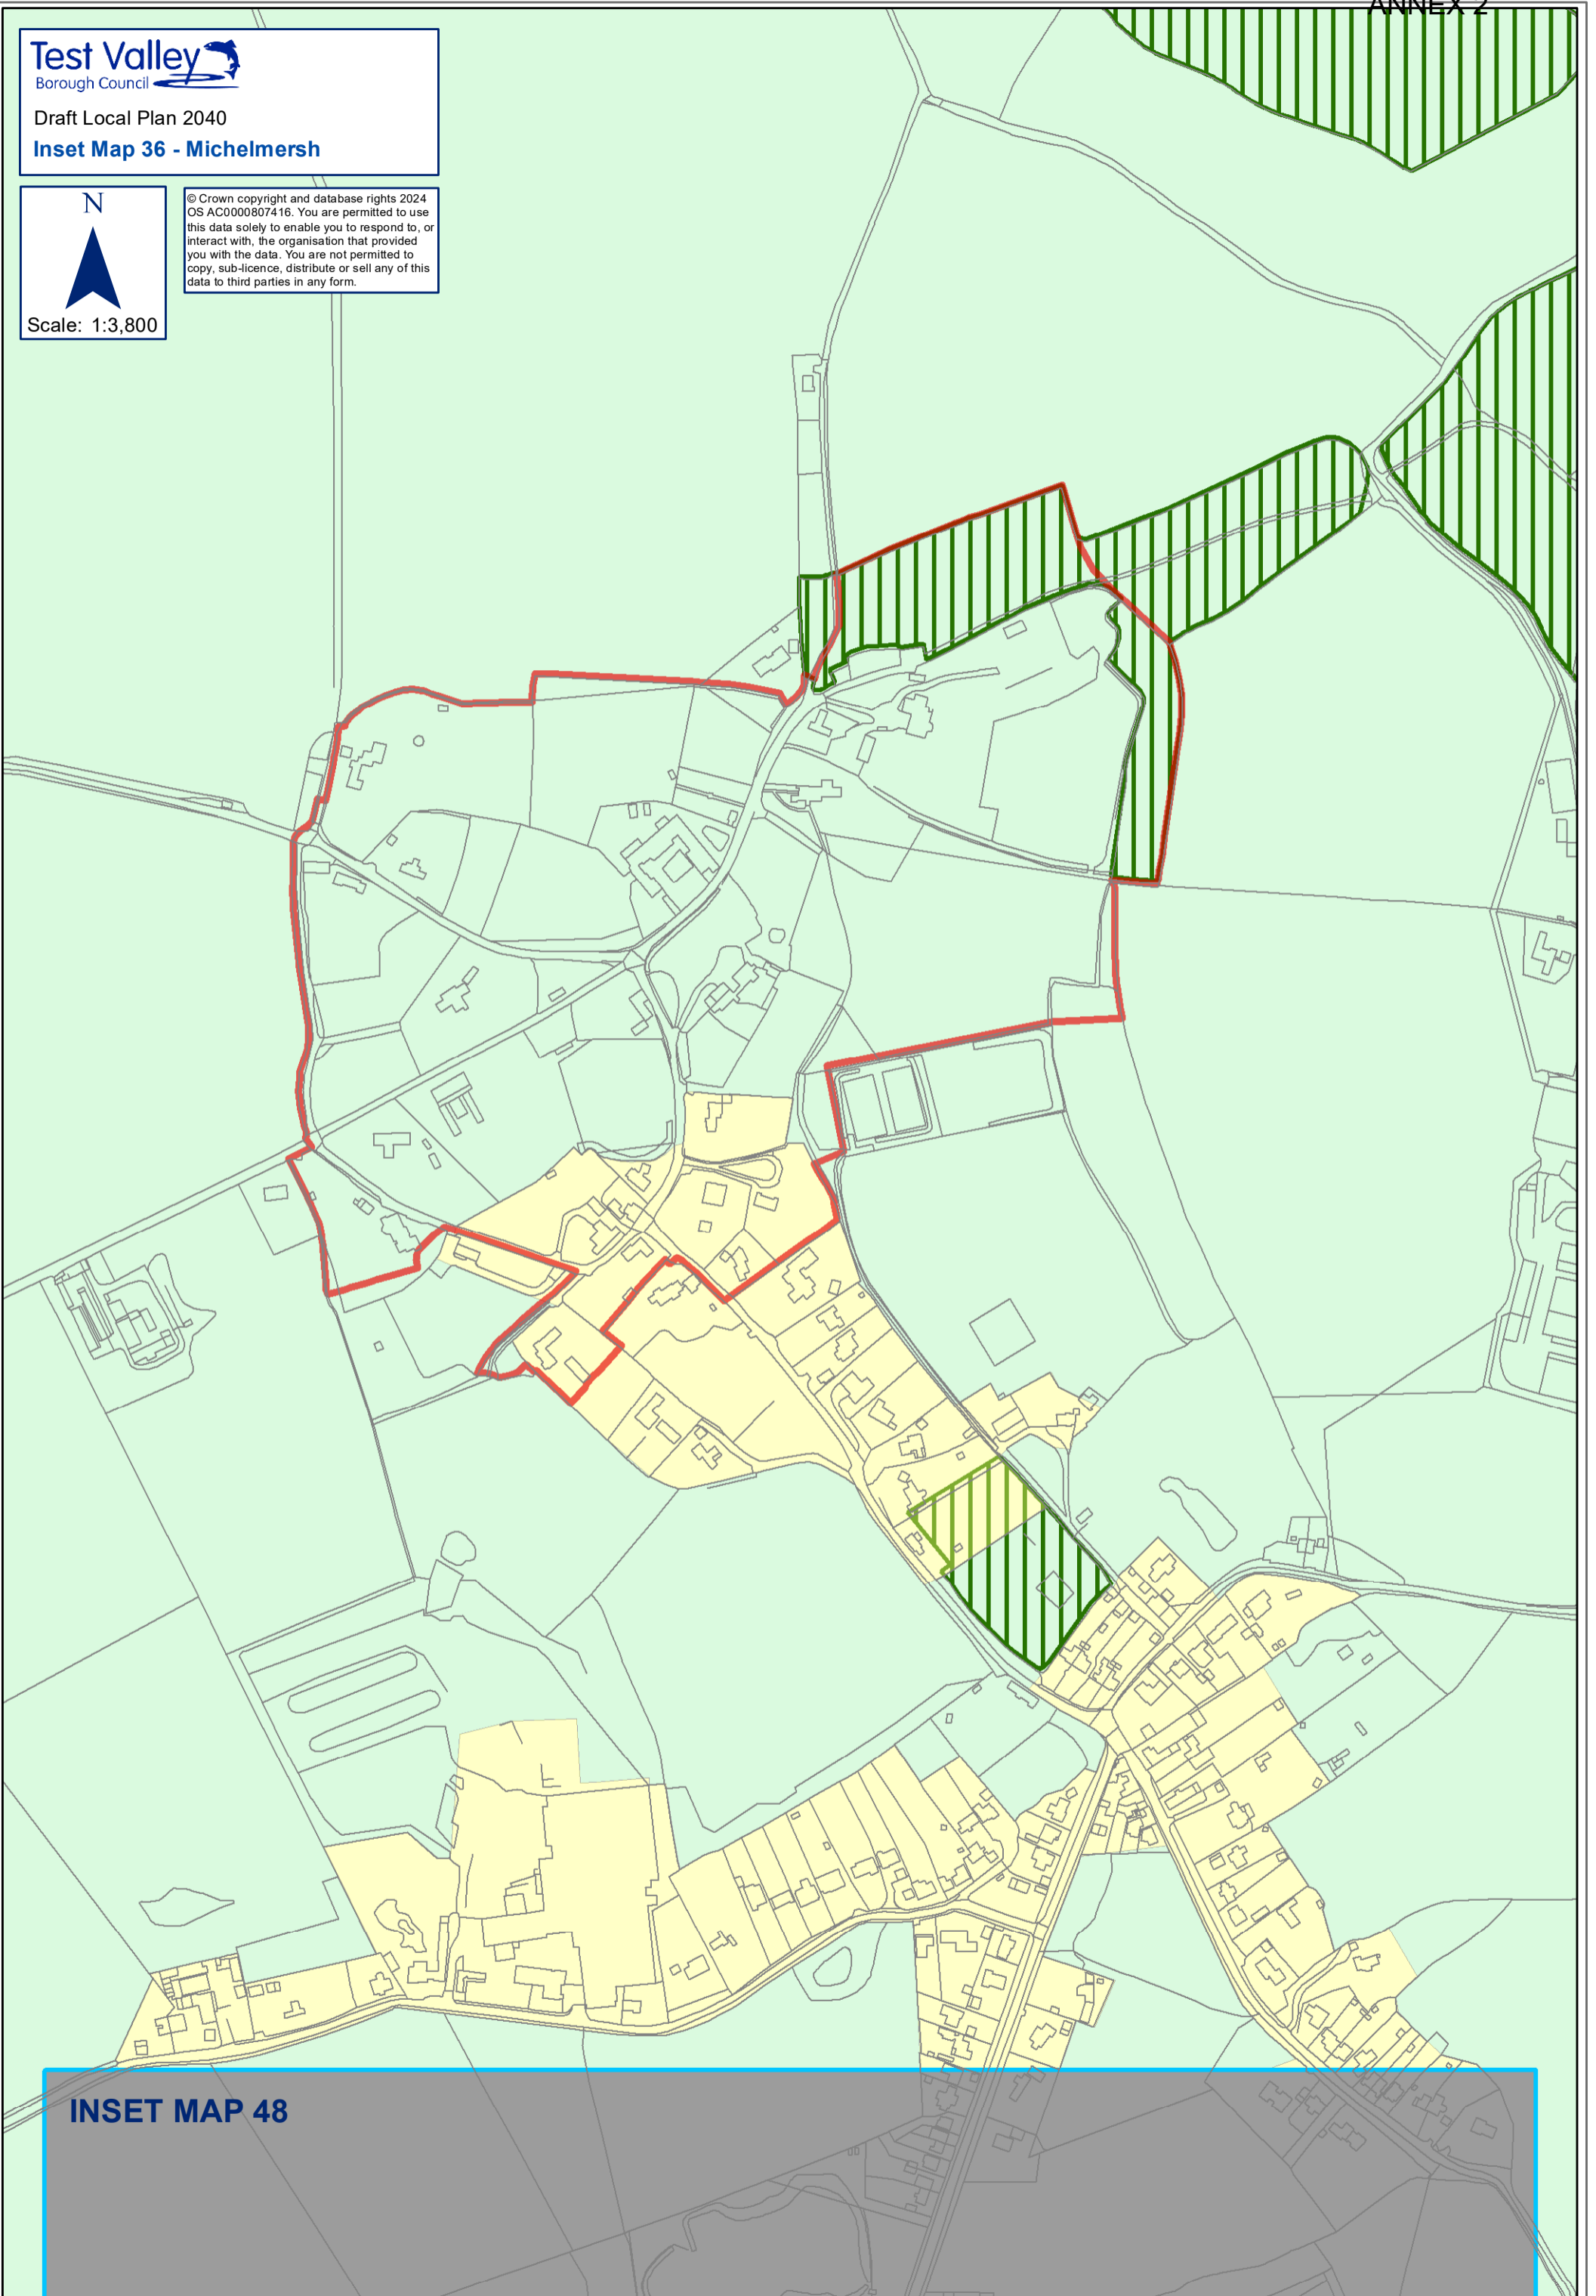 ANNEX 2
Test Valley
Borough Council
Draft Local Plan 2040
Inset Map 36 - Michelmersh
N
Scale: 1:3,800
© Crown copyright and database rights 2024
OS AC0000807416. You are permitted to use
this data solely to enable you to respond to, or
interact with, the organisation that provided
you with the data. You are not permitted to
copy, sub-licence, distribute or sell any of this
data to third parties in any form.
INSET MAP 48